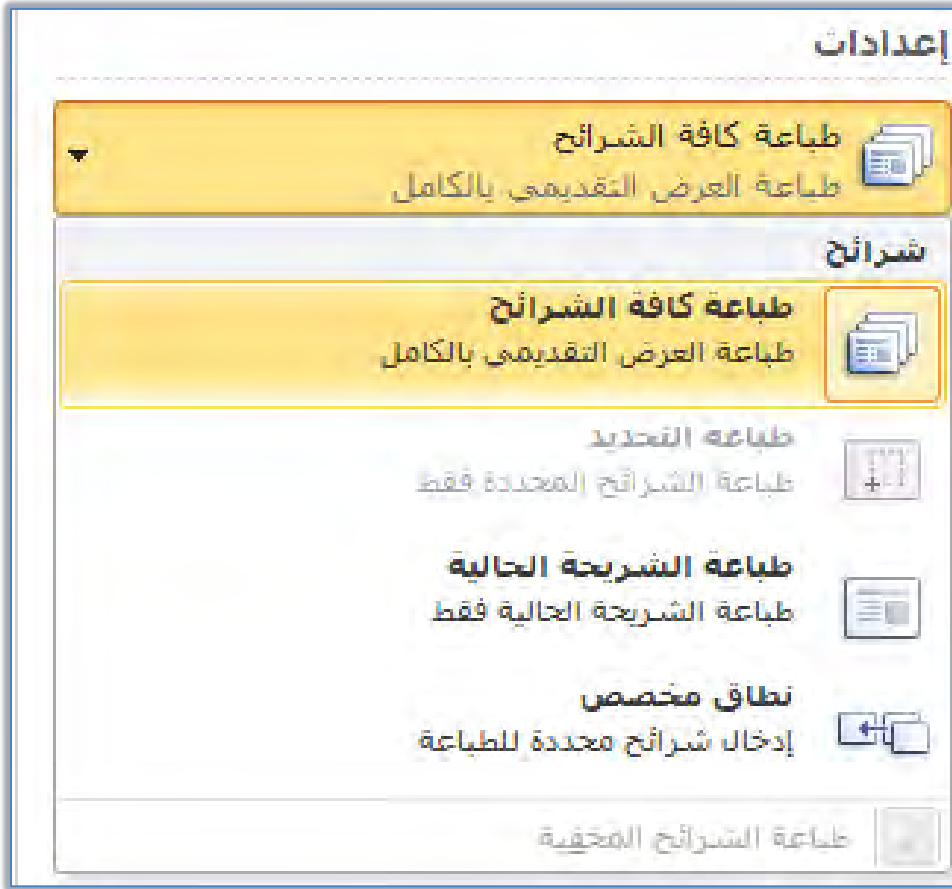 إعدادات
طباعة كافة الشرائح
طباعة العرض التقديمي بالكامل
شرائح
طباعة كافة الشرائح
طباعة العرض التقديمي بالكامل
طباعة التحديد
طباعة الشرائح المحددة فقط
طباعة الشريحة الحالية
طباعة الشريحة الحالية فقط
نطاق مخصص
إدخال شرائح محددة للطباعة
طباعة الشرائح المخفية